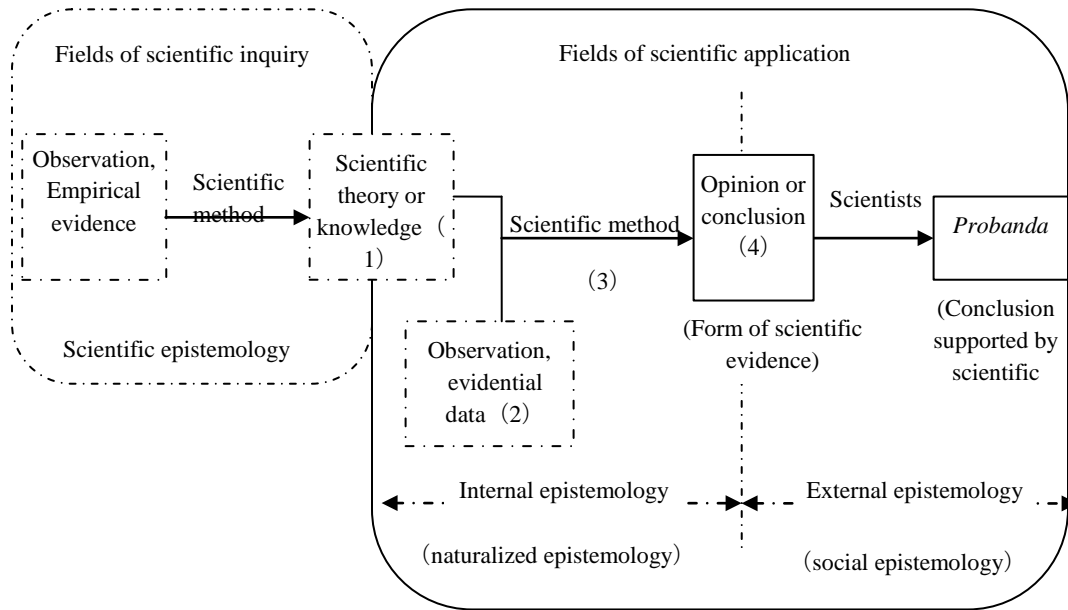 Fields of scientific inquiry
Fields of scientific application
Observation,
Empirical
evidence
Scientific
method
Scientific
theory or
knowledge（
1）
Scientific method
（3）
Observation,
evidential
data（2）
Opinion or
conclusion
（4）
(Form of scientific
evidence)
Scientists
Probanda
(Conclusion
supported by
scientific
Scientific epistemology
Internal epistemology
（naturalized epistemology）
External epistemology
（social epistemology）